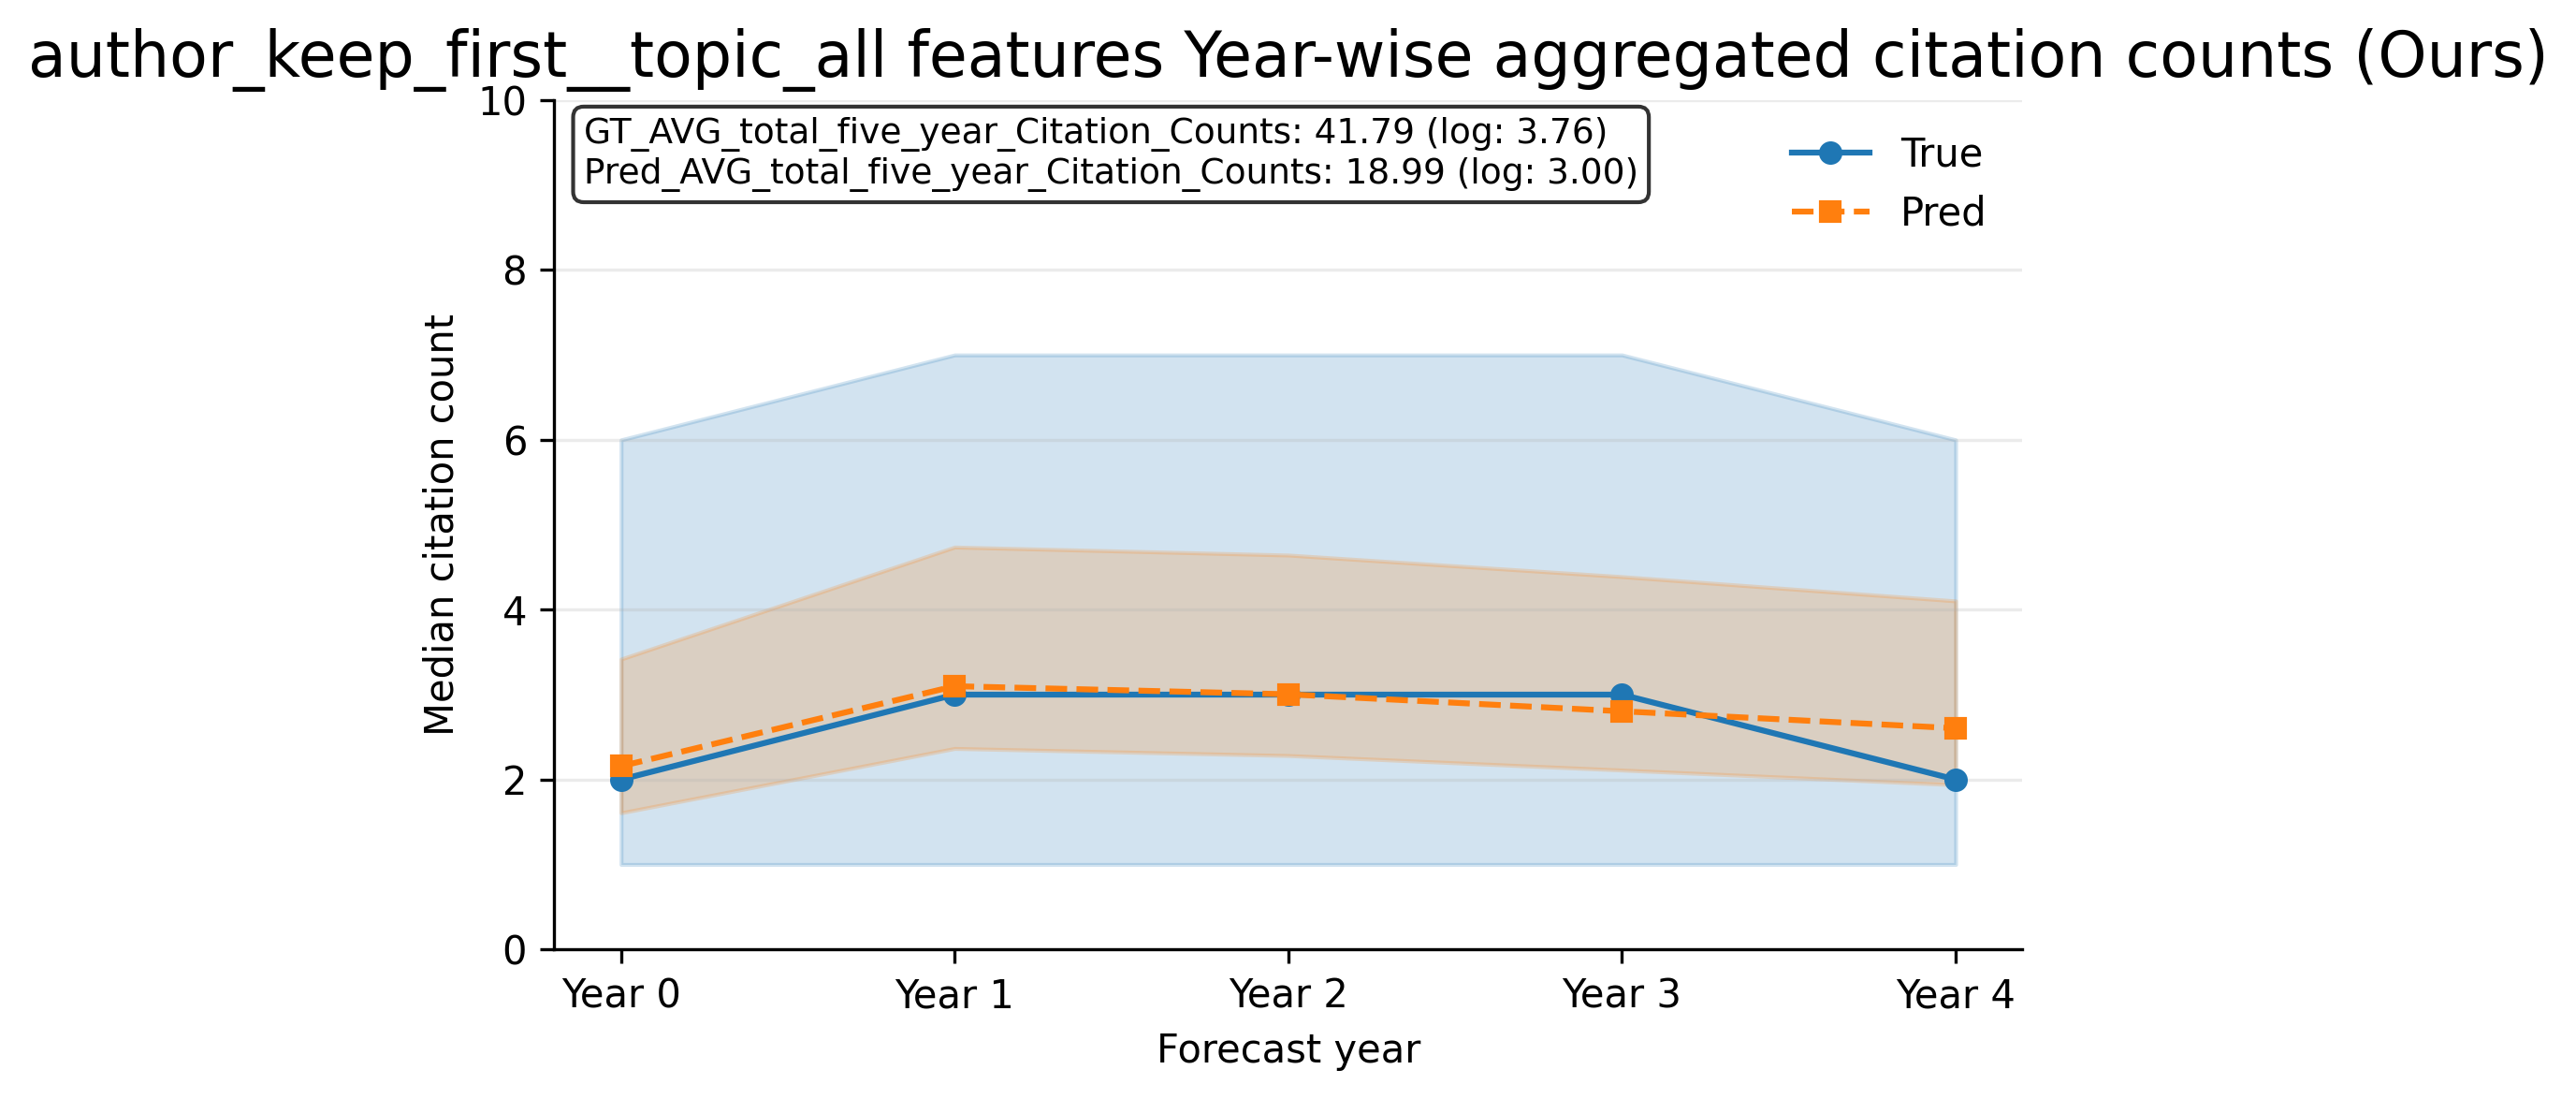 author_keep_first__topic_all features Year-wise aggregated citation counts (Ours)
GT_AVG_total_five_year_Citation_Counts: 41.79 (log: 3.76)
Pred_AVG_total_five_year_Citation_Counts: 18.99 (log: 3.00)
True
Pred
Median citation count
10
8
6
4
2
0
Year 0
Year 1
Year 2
Year 3
Year 4
Forecast year